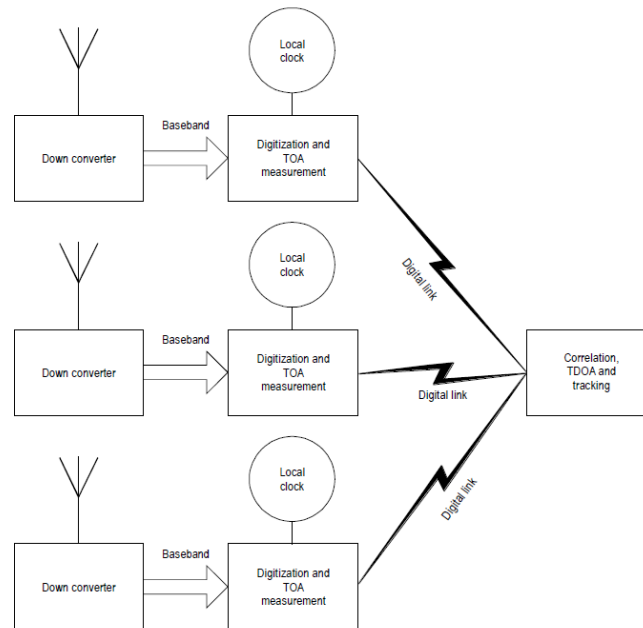 Local
clock
Baseband
Down converter
Digitization and
TOA
measurement
Digital link
Local
clock
Baseband
Down converter
Digitization and
TOA
measurement
Digital link
Correlation,
TDOA and
tracking
Local
clock
Baseband
Down converter
Digitization and
TOA
measurement
Digital link